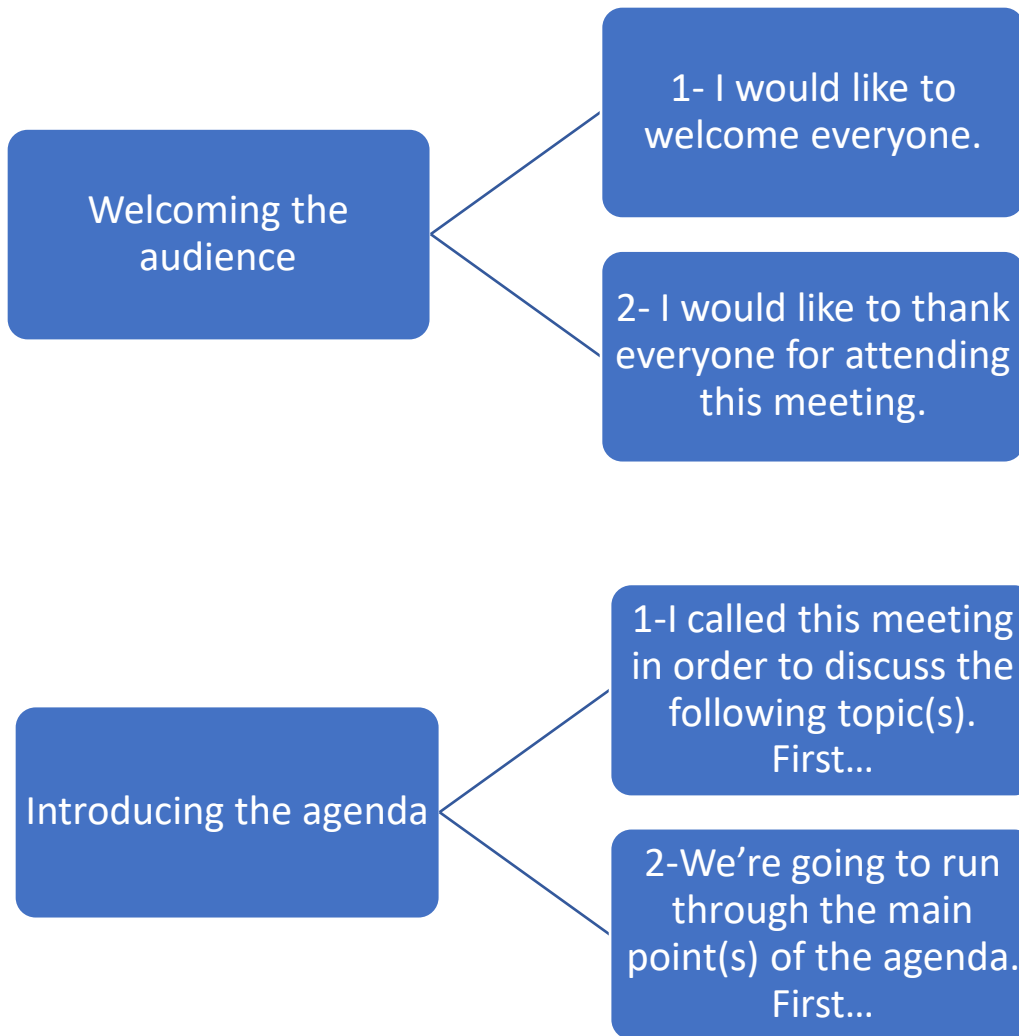 Welcoming the
audience
1- I would like to
welcome everyone.
2- I would like to thank
everyone for attending
this meeting.
Introducing the agenda
1-I called this meeting
in order to discuss the
following topic(s).
First...
2-We’re going to run
through the main
point(s) of the agenda.
First...